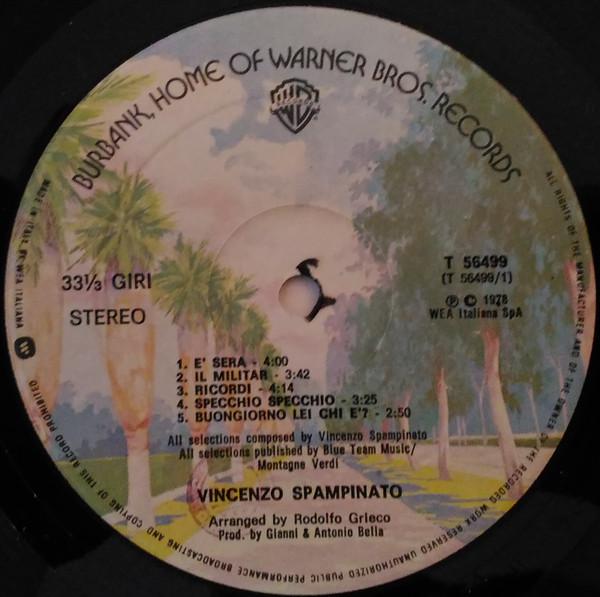 BURBANK, HOME OF WARNER BROS. RECORDS
33⅓ GIRI
STEREO
T 56499
(T 56499/1)
℗ © 1978
WEA Italiana SpA
1. E' SERA - 4:00
2. IL MILITAR - 3:42
3. RICORDI - 4:14
4. SPECCHIO SPECCHIO - 3:25
5. BUONGIORNO LEI CHI E'? - 2:50
All selections composed by Vincenzo Spampinato
All selections published by Blue Team Music/
Montagne Verdi
VINCENZO SPAMPINATO
Arranged by Rodolfo Grieco
Prod. by Gianni & Antonio Bella
MADE IN ITALY BY WEA ITALIANA
ALL RIGHTS OF THE MANUFACTURER AND OF THE OWNER OF THE RECORDED WORK RESERVED UNAUTHORIZED PUBLIC PERFORMANCE BROADCASTING AND COPYING OF THIS RECORD PROHIBITED